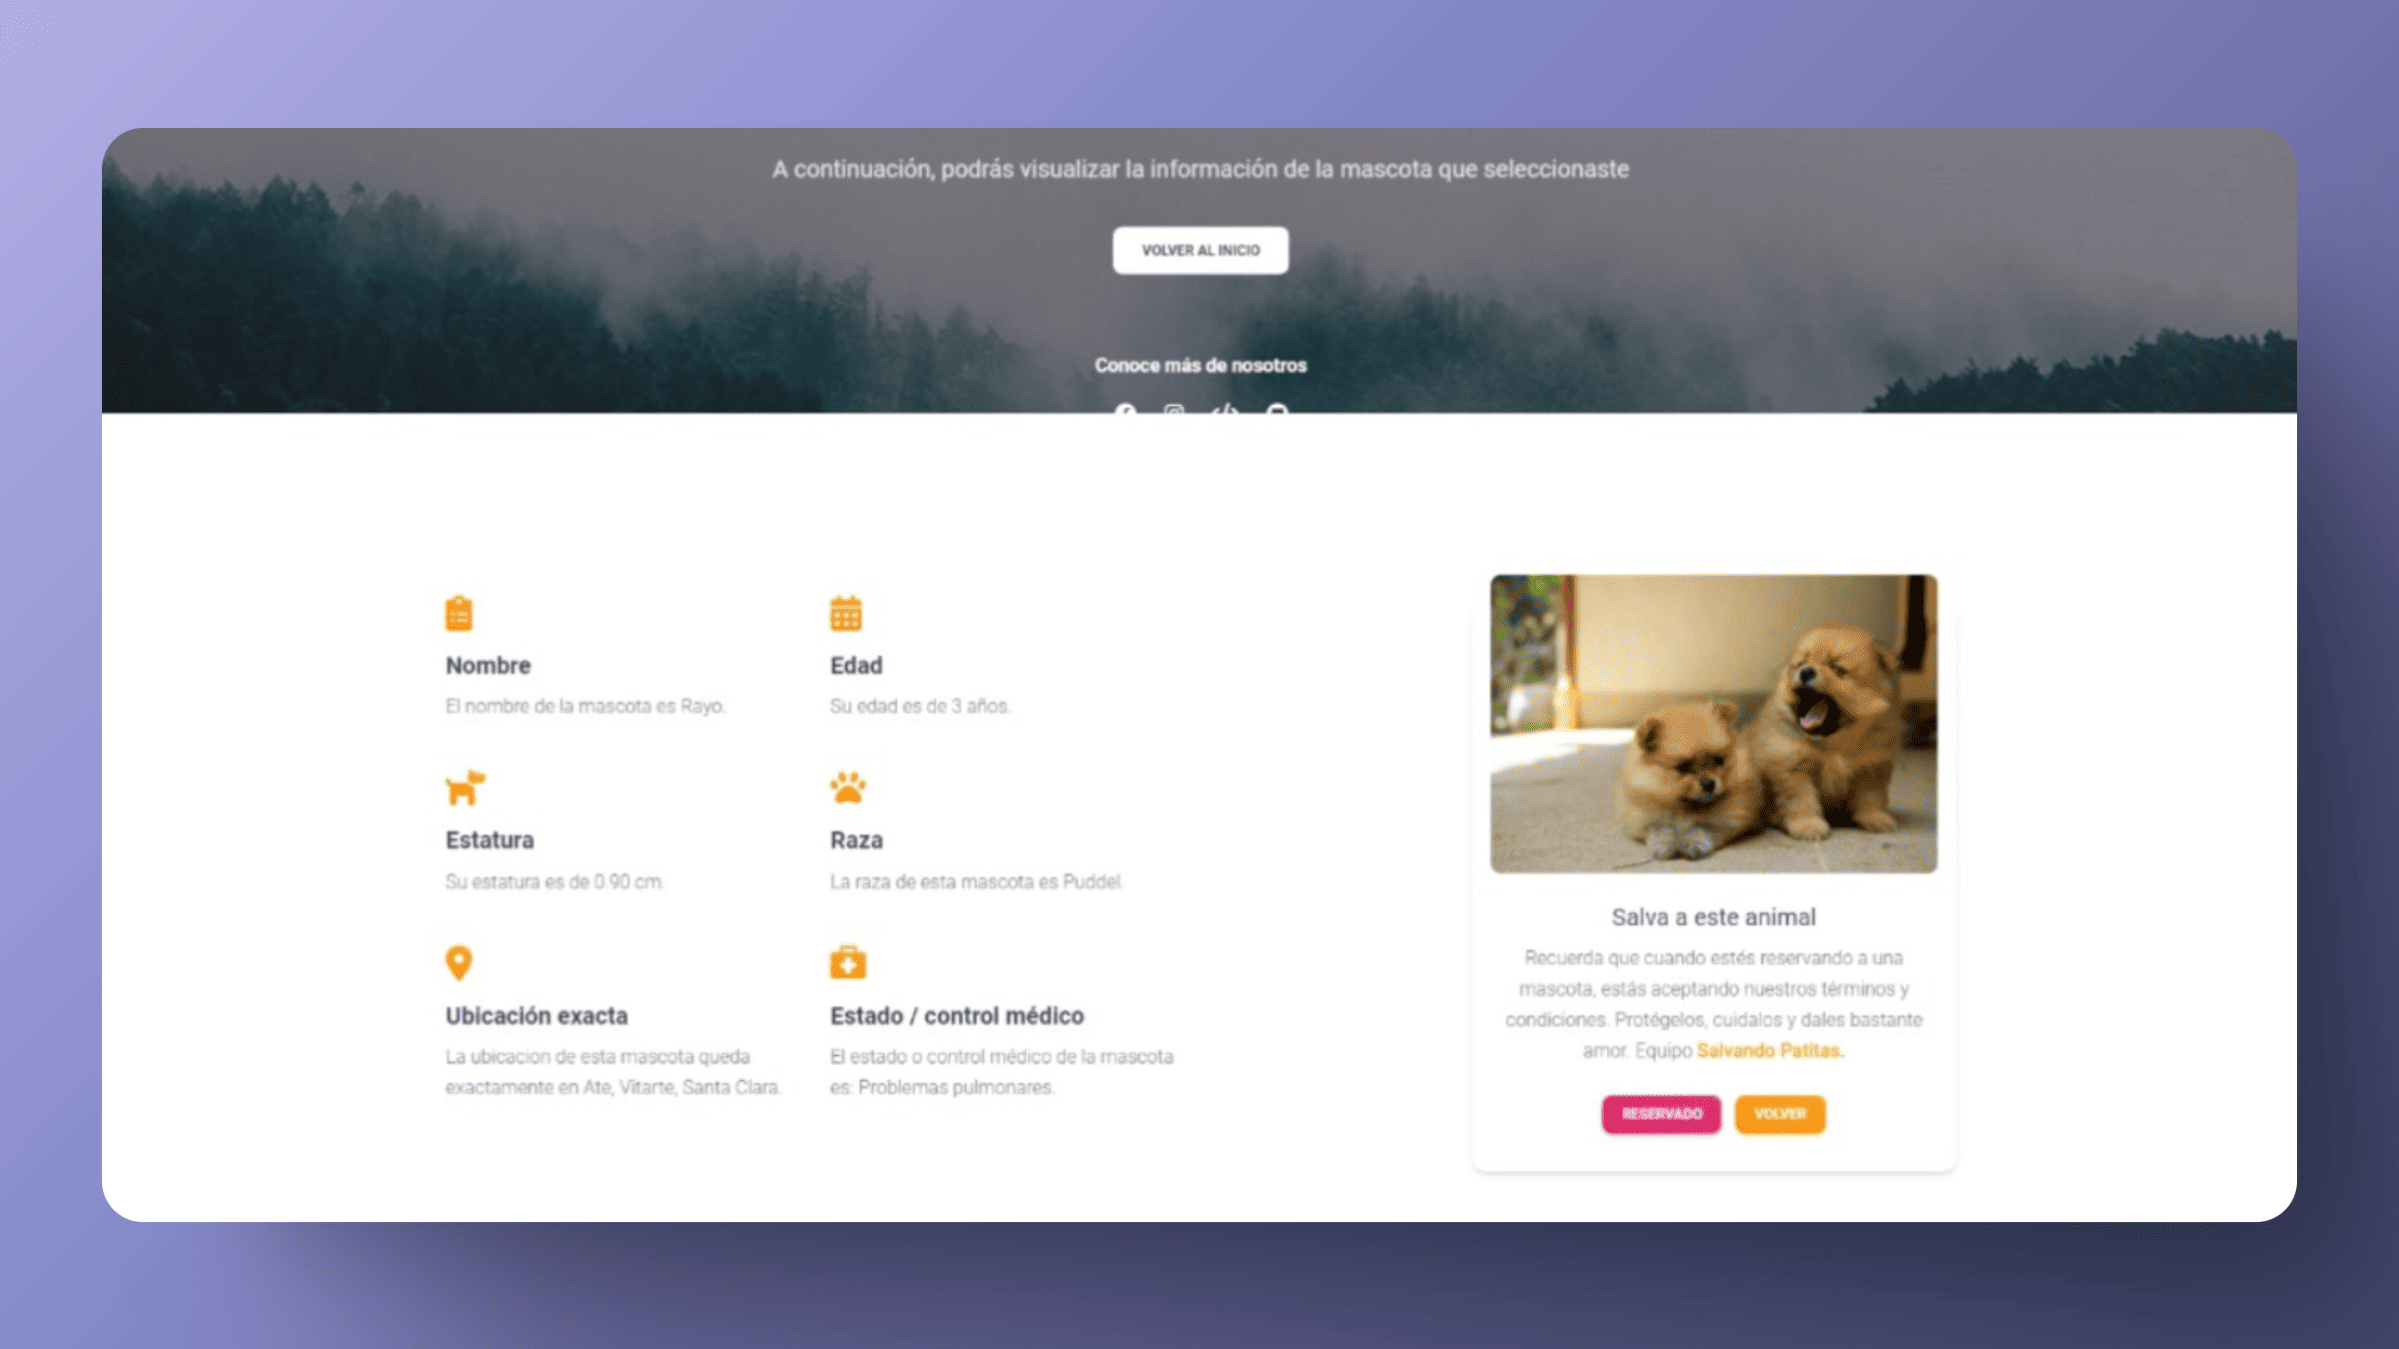 A continuación, podrás visualizar la información de la mascota que seleccionaste
VOLVER AL INICIO
Conoce más de nosotros
Nombre
El nombre de la mascota es Rayo.
Edad
Su edad es de 3 años.
Estatura
Su estatura es de 0.90 cm.
Raza
La raza de esta mascota es Puddel.
Ubicación exacta
La ubicacion de esta mascota queda
exactamente en Ate, Vitarte, Santa Clara.
Estado / control médico
El estado o control médico de la mascota
es: Problemas pulmonares.
Salva a este animal
Recuerda que cuando estés reservando a una
mascota, estás aceptando nuestros términos y
condiciones. Protégelos, cuidalos y dales bastante
amor. Equipo Salvando Patitas.
RESERVADO
VOLVER